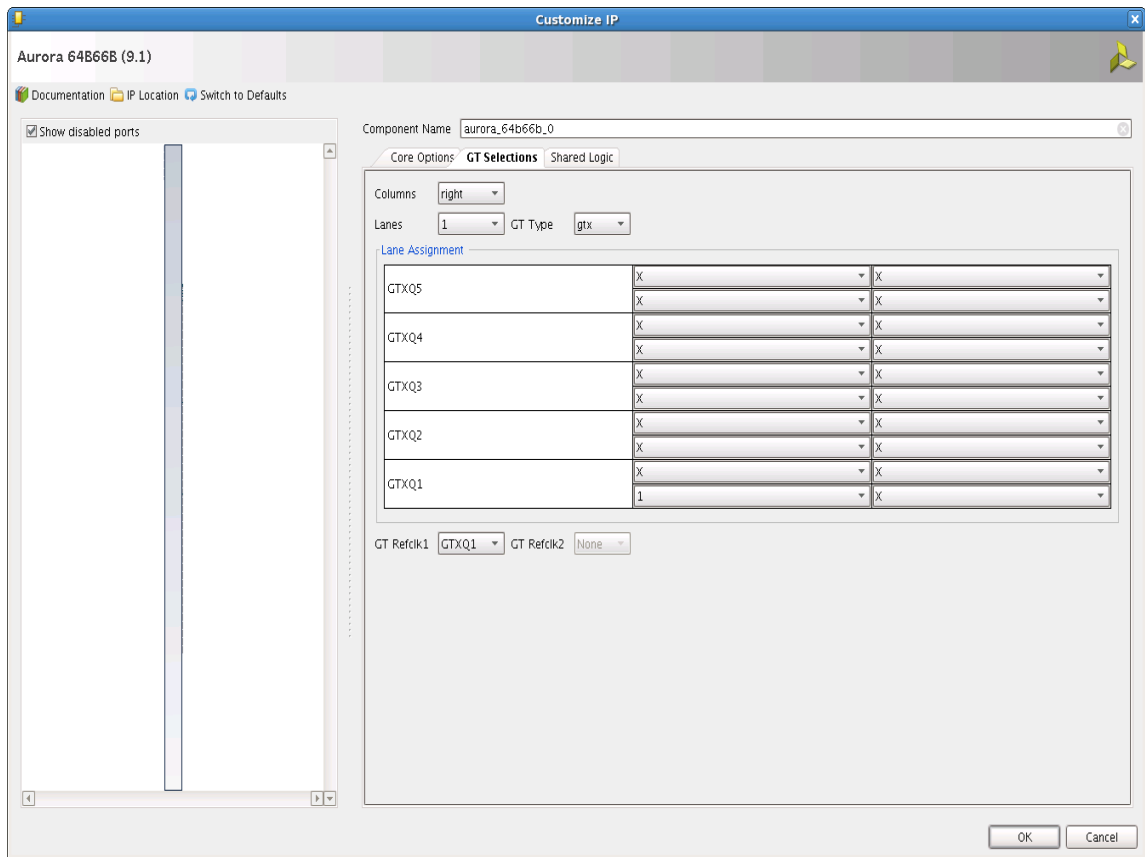 Customize IP
Aurora 64B66B (9.1)
Documentation IP Location Switch to Defaults
Show disabled ports
Component Name aurora_64b66b_0
Core Options GT Selections Shared Logic
Columns right
Lanes 1 GT Type gtx
Lane Assignment
GTXQ5 X X
X X
GTXQ4 X X
X X
GTXQ3 X X
X X
GTXQ2 X X
X X
GTXQ1 X X
1 X
GT Refclk1 GTXQ1 GT Refclk2 None
OK Cancel